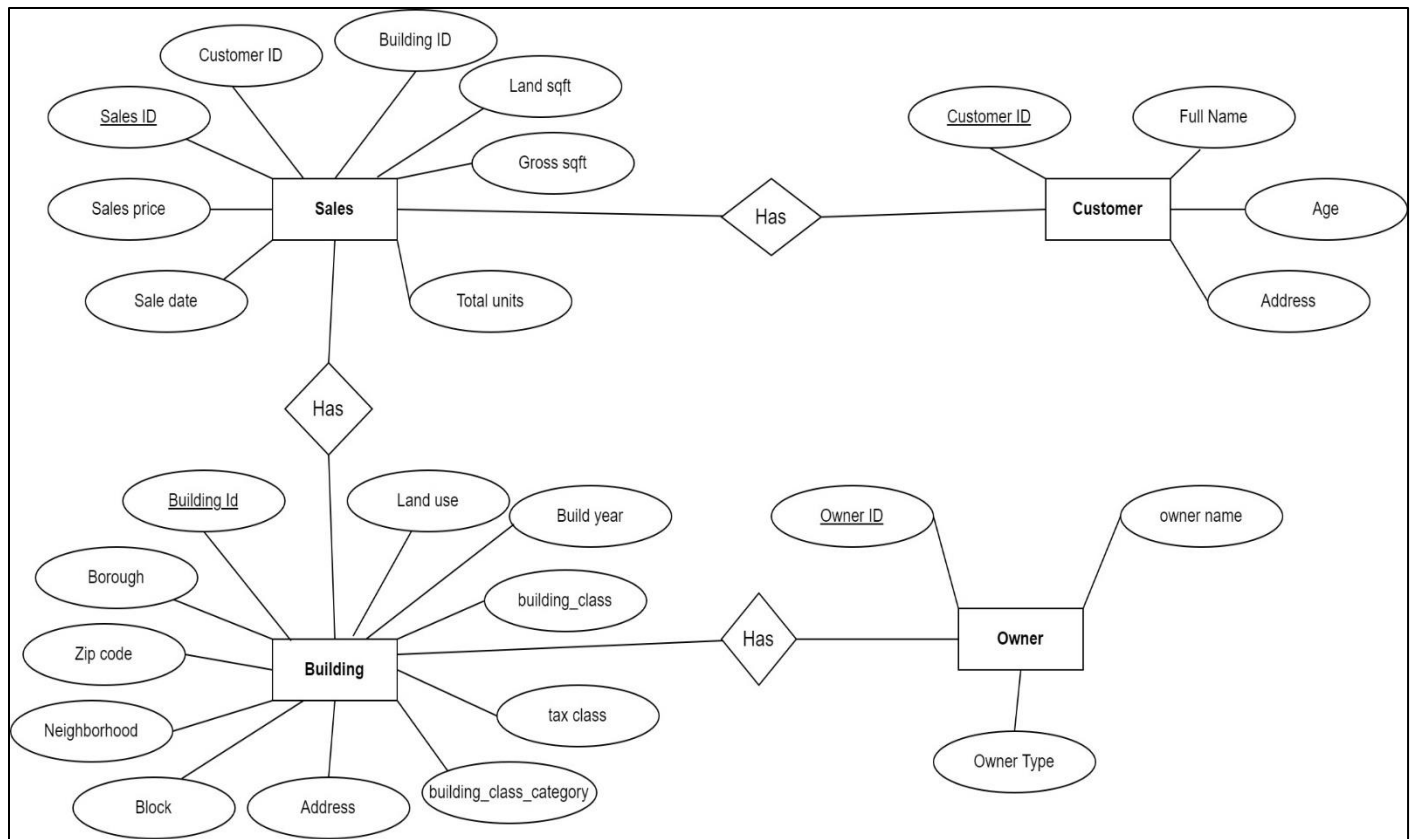 Building ID
Customer ID
Land sqft
Sales ID
Customer ID
Full Name
Gross sqft
Sales price
Sales
Has
Customer
Age
Sale date
Total units
Address
Has
Building Id
Land use
Build year
Owner ID
owner name
Borough
building_class
Zip code
Building
Has
Owner
Neighborhood
tax class
Owner Type
Block
Address
building_class_category